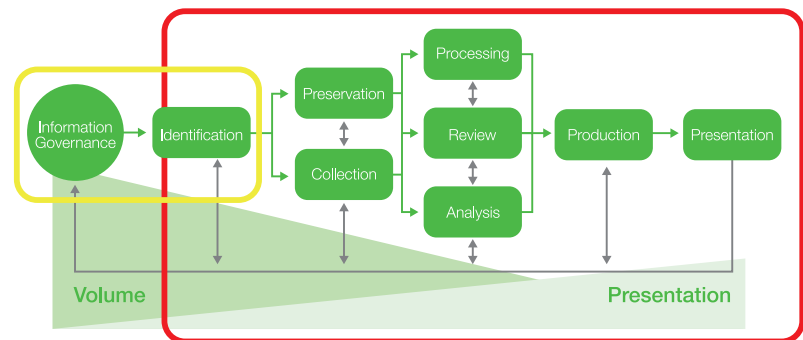 Information
Governance
Identification
Preservation
Collection
Processing
Review
Analysis
Production
Presentation
Volume
Presentation